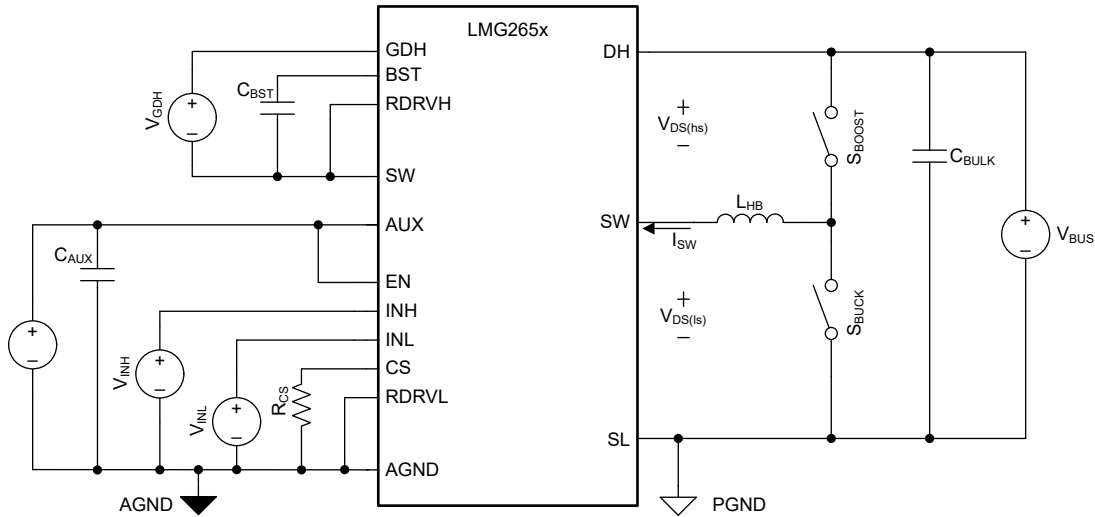 LMG265x
GDH
BST
RDRVH
SW
AUX
EN
INH
INL
CS
RDRVL
AGND
DH
SW
SL
V_GDH
C_BST
C_AUX
V_INH
V_INL
R_CS
AGND
+
V_DS(hs)
–
L_HB
I_SW
+
V_DS(ls)
–
S_BOOST
S_BUCK
C_BULK
V_BUS
PGND